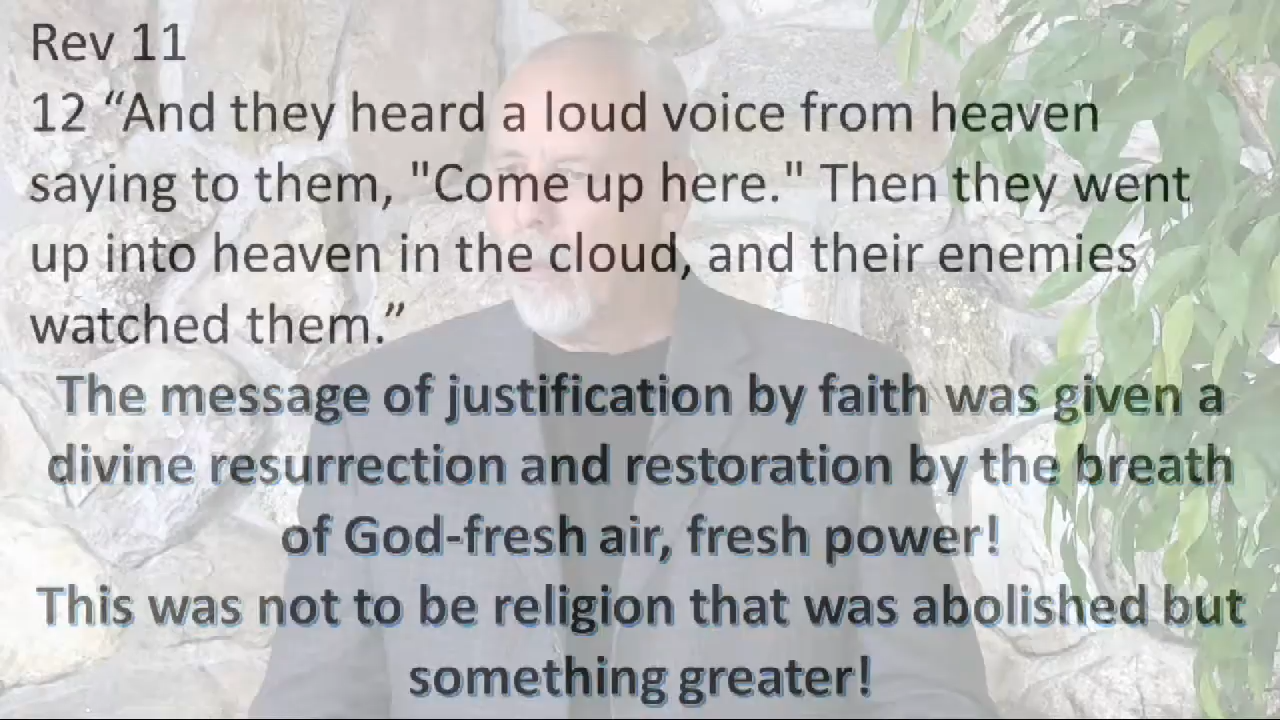 Rev 11
12 “And they heard a loud voice from heaven
saying to them, "Come up here." Then they went
up into heaven in the cloud, and their enemies
watched them.”
The message of justification by faith was given a
divine resurrection and restoration by the breath
of God-fresh air, fresh power!
This was not to be religion that was abolished but
something greater!